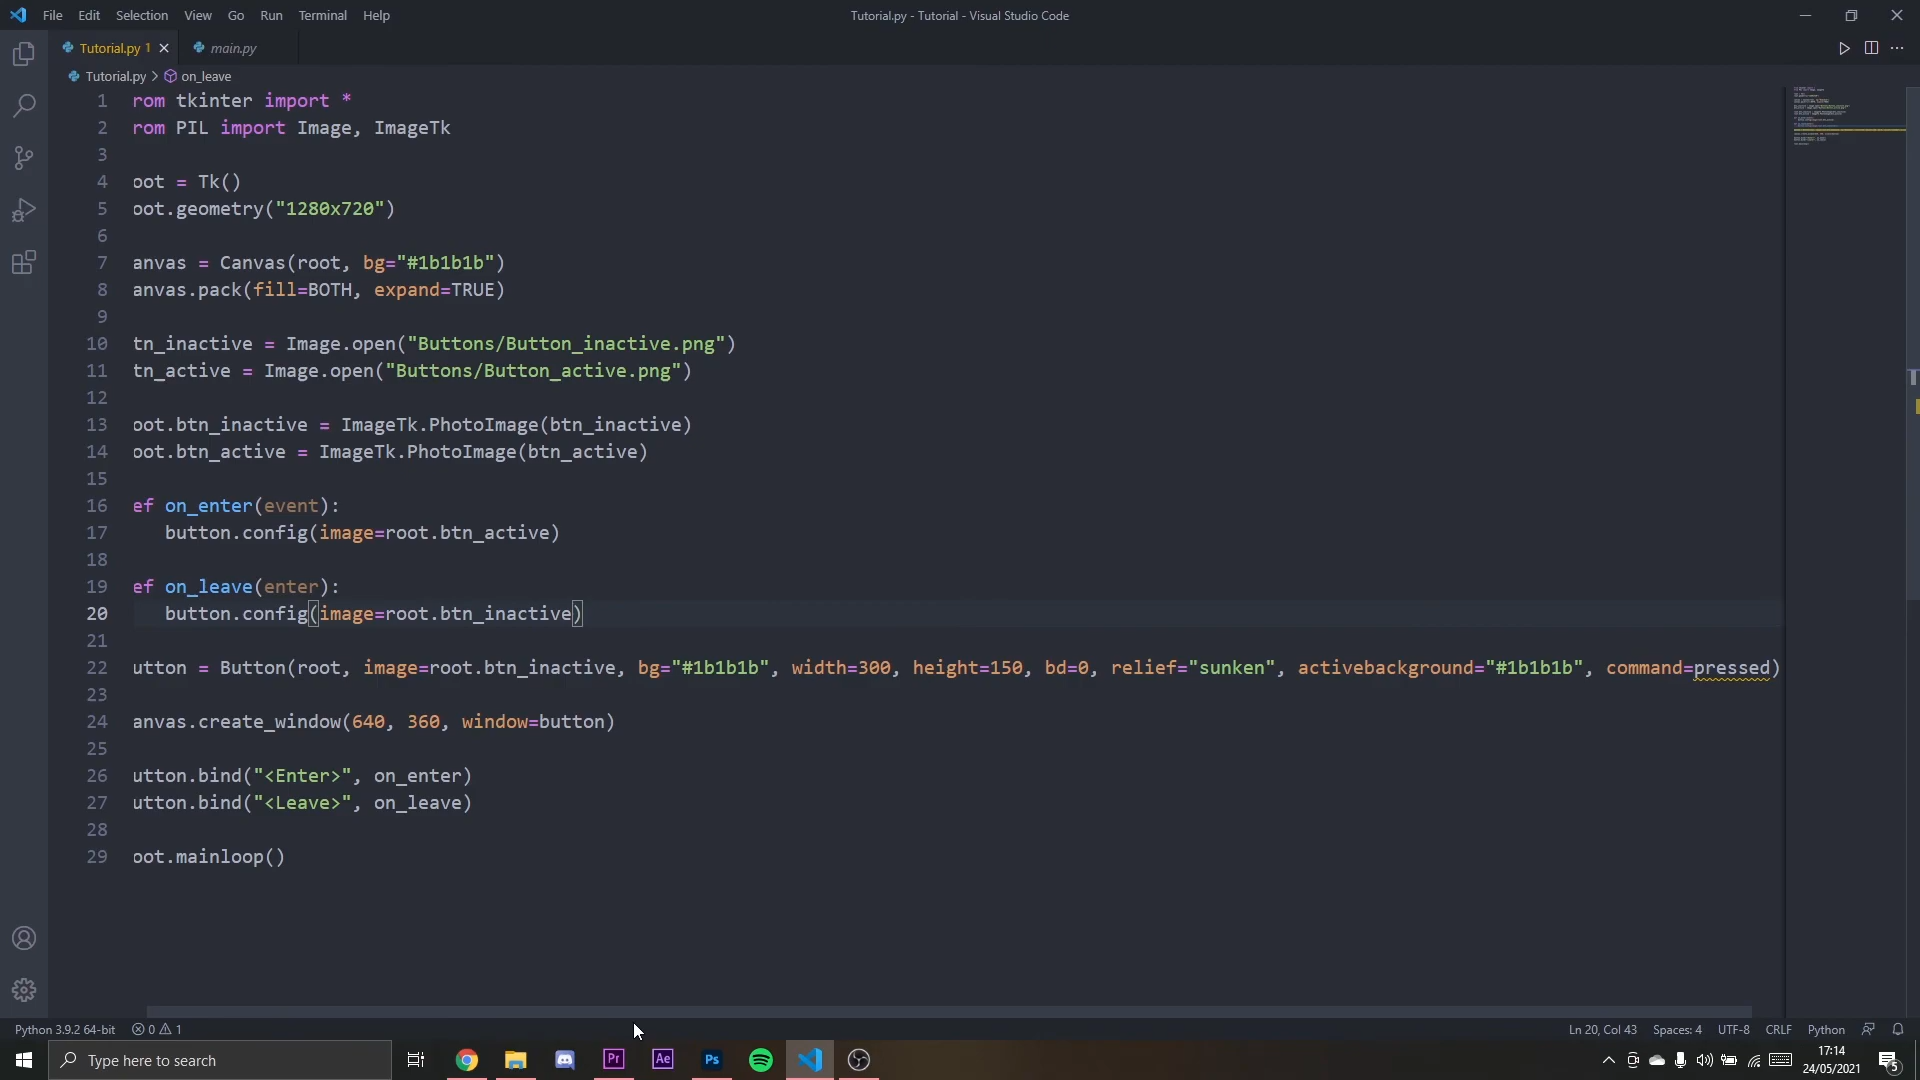 File Edit Selection View Go Run Terminal Help
Tutorial.py - Tutorial - Visual Studio Code
Tutorial.py 1 main.py
Tutorial.py > on_leave
1 rom tkinter import *
2 rom PIL import Image, ImageTk
3
4 oot = Tk()
5 oot.geometry("1280x720")
6
7 anvas = Canvas(root, bg="#1b1b1b")
8 anvas.pack(fill=BOTH, expand=TRUE)
9
10 tn_inactive = Image.open("Buttons/Button_inactive.png")
11 tn_active = Image.open("Buttons/Button_active.png")
12
13 oot.btn_inactive = ImageTk.PhotoImage(btn_inactive)
14 oot.btn_active = ImageTk.PhotoImage(btn_active)
15
16 ef on_enter(event):
17 button.config(image=root.btn_active)
18
19 ef on_leave(enter):
20 button.config(image=root.btn_inactive)
21
22 utton = Button(root, image=root.btn_inactive, bg="#1b1b1b", width=300, height=150, bd=0, relief="sunken", activebackground="#1b1b1b", command=pressed)
23
24 anvas.create_window(640, 360, window=button)
25
26 utton.bind("<Enter>", on_enter)
27 utton.bind("<Leave>", on_leave)
28
29 oot.mainloop()
Python 3.9.2 64-bit 0 1 Ln 20, Col 43 Spaces: 4 UTF-8 CRLF Python
Type here to search Pr Ae Ps 17:14
24/05/2021 5